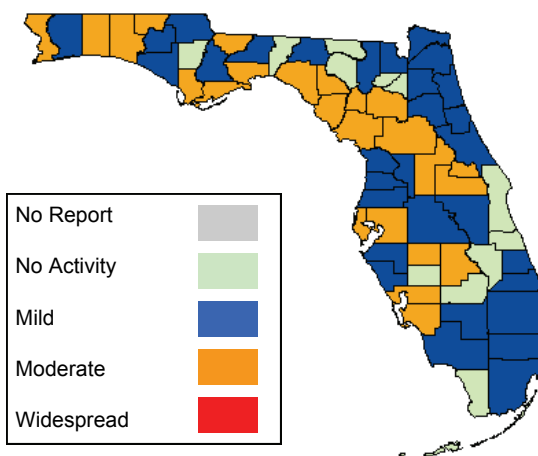 No Report
No Activity
Mild
Moderate
Widespread